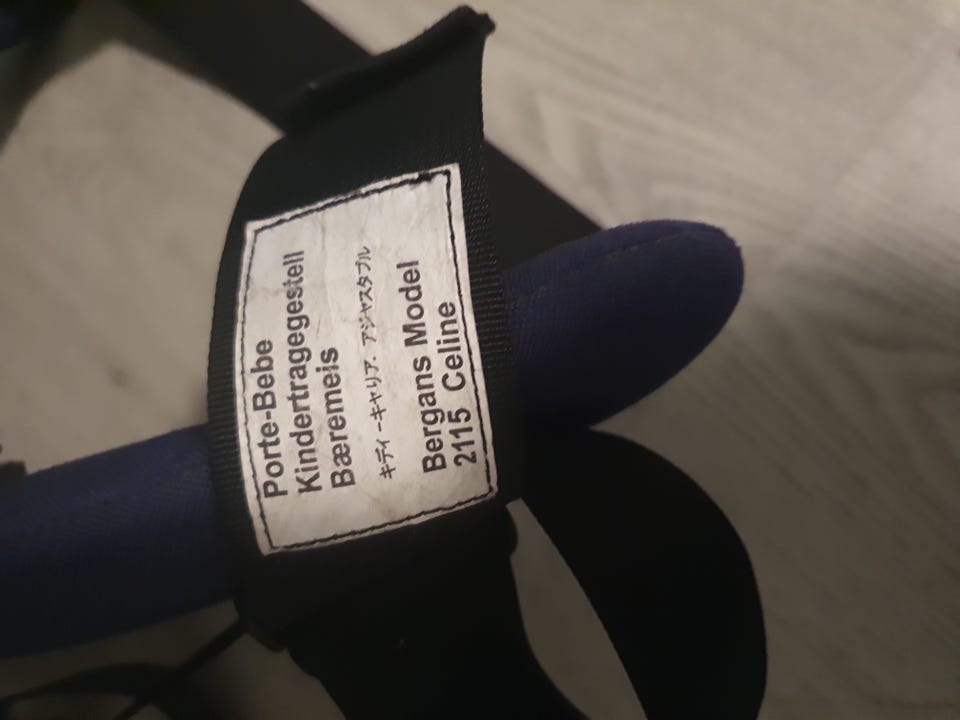 Porte-Bebe
Kindertragegestell
Bæremeis
キディーキャリア. アジャスタブル
Bergans Model
2115 Celine